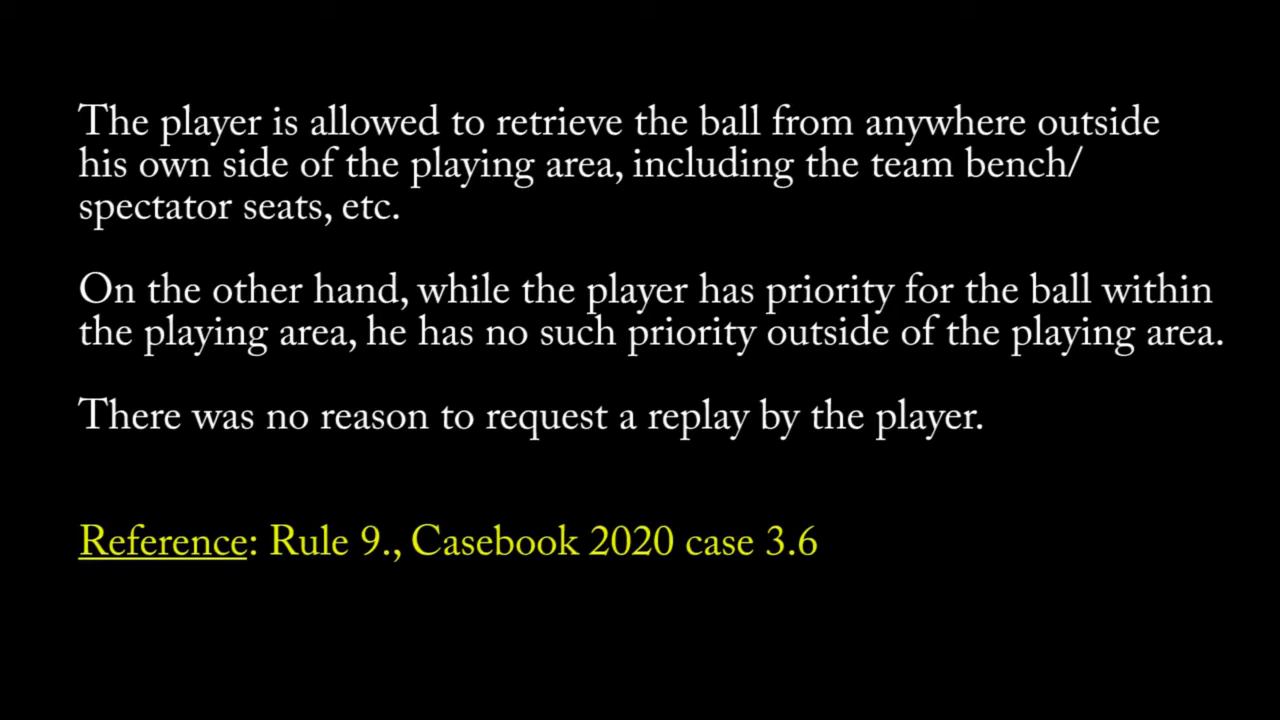 The player is allowed to retrieve the ball from anywhere outside
his own side of the playing area, including the team bench/
spectator seats, etc.
On the other hand, while the player has priority for the ball within
the playing area, he has no such priority outside of the playing area.
There was no reason to request a replay by the player.
Reference: Rule 9., Casebook 2020 case 3.6